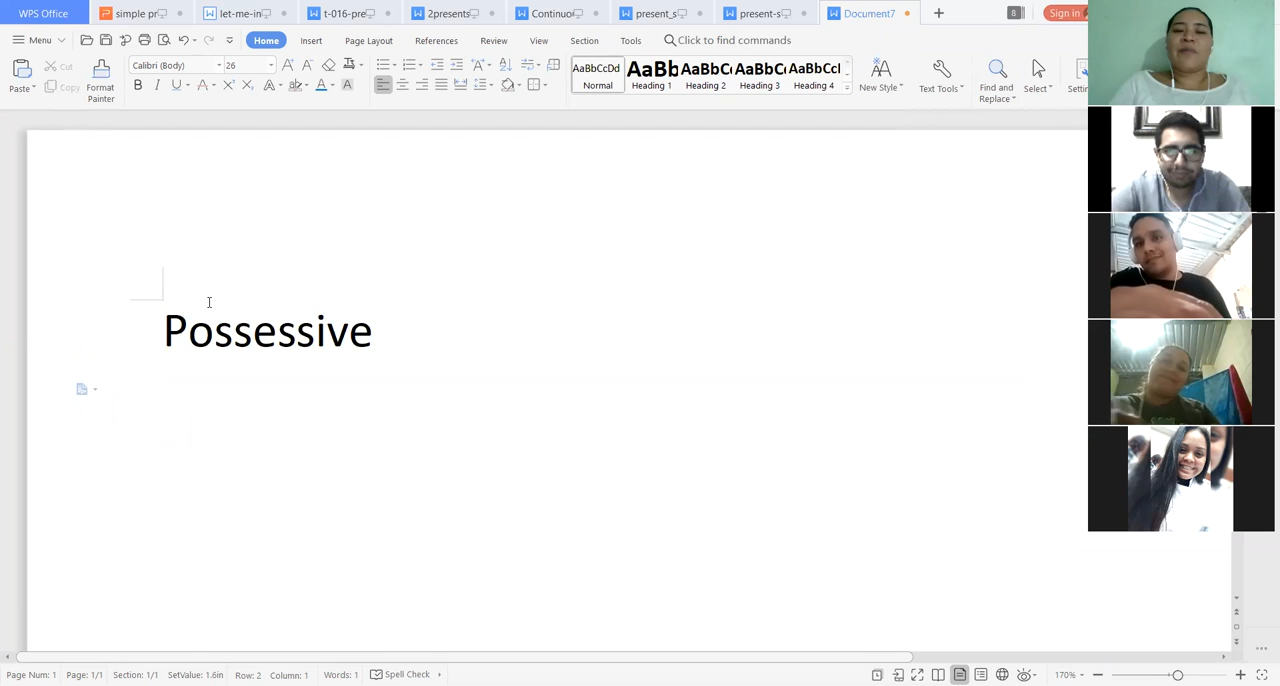 WPS Office
simple pr
let-me-in
t-016-pre
2presents
Continuo
present_s
present-s
Document7
8
Sign in
Menu
Home
Insert
Page Layout
References
Review
View
Section
Tools
Click to find commands
Paste
Cut
Copy
Format
Painter
Calibri (Body)
26
AaBbCcDd
Normal
AaBb
Heading 1
AaBbC
Heading 2
AaBbC
Heading 3
AaBbCcI
Heading 4
New Style
Text Tools
Find and
Replace
Select
Possessive
Page Num: 1
Page: 1/1
Section: 1/1
SetValue: 1.6in
Row: 2
Column: 1
Words: 1
Spell Check
170%